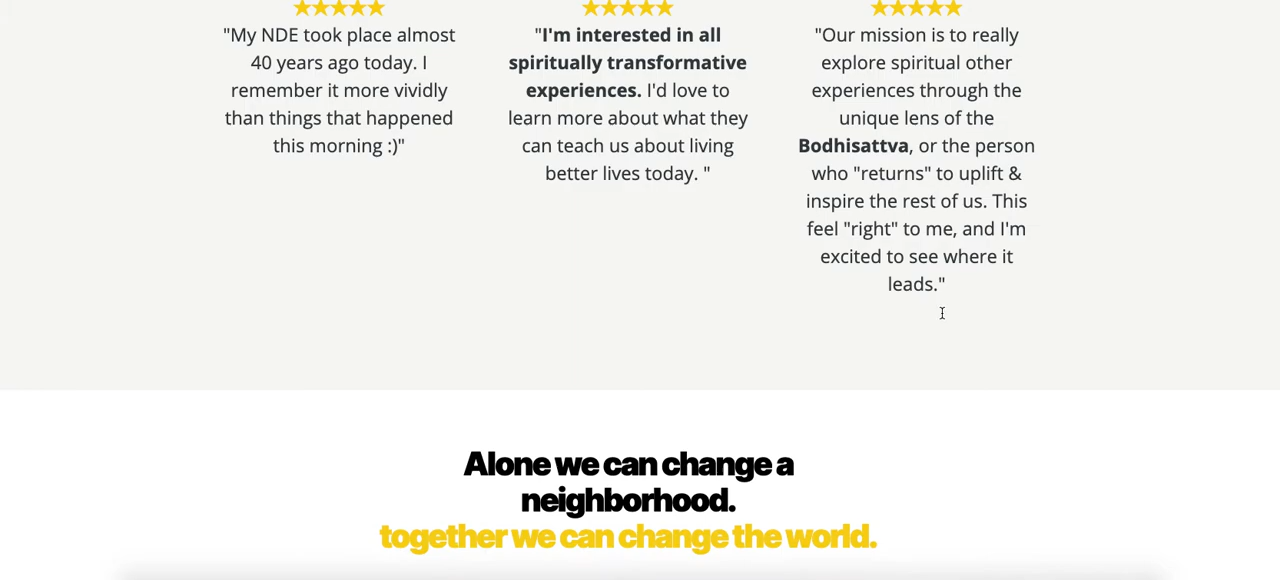 "My NDE took place almost
40 years ago today. I
remember it more vividly
than things that happened
this morning :)"
"I'm interested in all
spiritually transformative
experiences. I'd love to
learn more about what they
can teach us about living
better lives today. "
"Our mission is to really
explore spiritual other
experiences through the
unique lens of the
Bodhisattva, or the person
who "returns" to uplift &
inspire the rest of us. This
feel "right" to me, and I'm
excited to see where it
leads."
Alone we can change a
neighborhood.
together we can change the world.